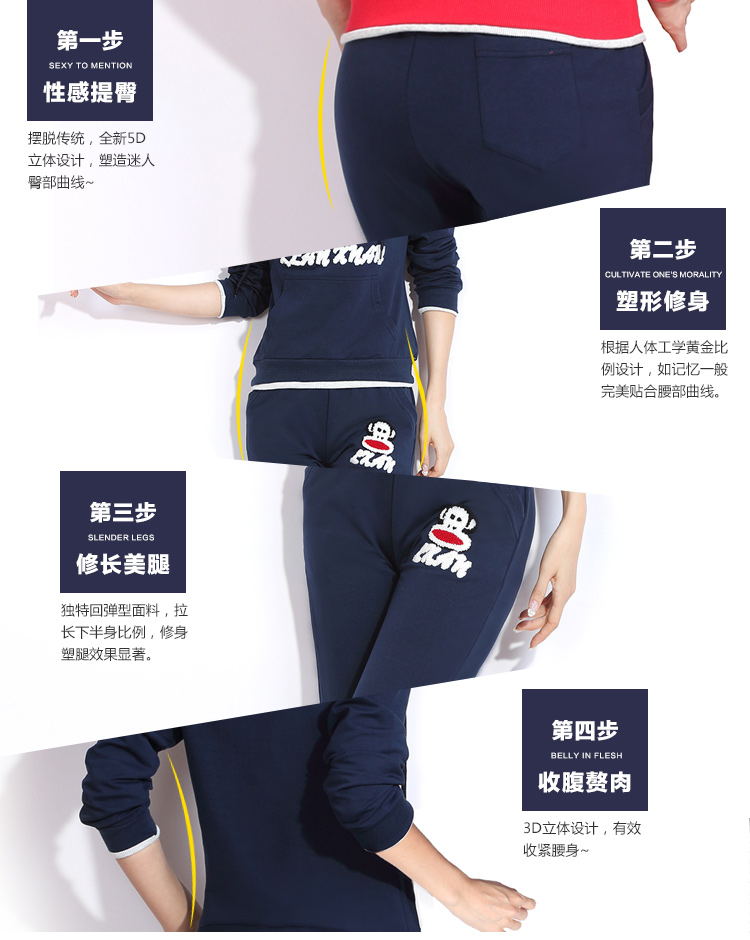 第一步
SEXY TO MENTION
性感提臀
摆脱传统，全新5D
立体设计，塑造迷人
臀部曲线~
第二步
CULTIVATE ONE'S MORALITY
塑形修身
根据人体工学黄金比
例设计，如记忆一般
完美贴合腰部曲线。
第三步
SLENDER LEGS
修长美腿
独特回弹型面料，拉
长下半身比例，修身
塑腿效果显著。
第四步
BELLY IN FLESH
收腹赘肉
3D立体设计，有效
收紧腰身~